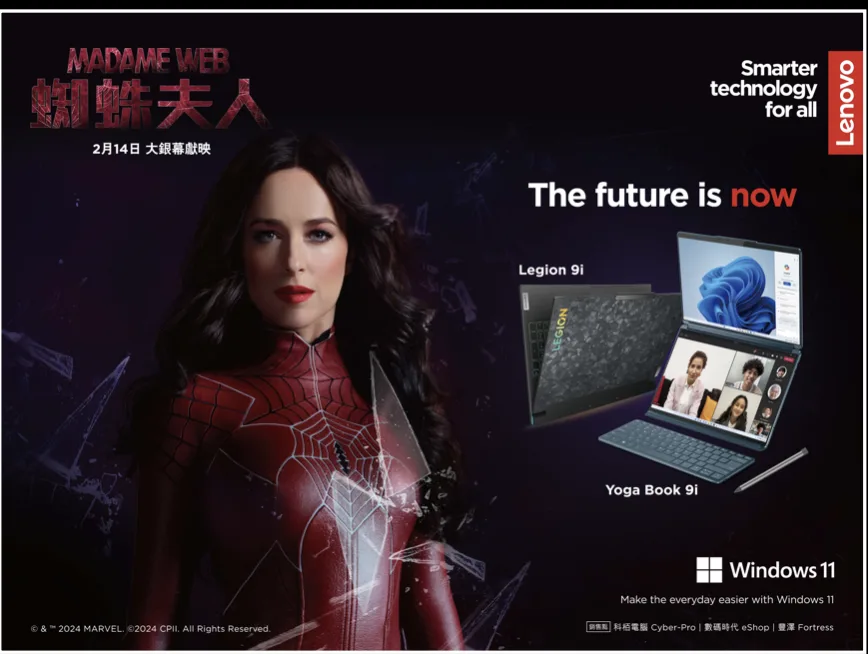 MADAME WEB
蜘蛛夫人
2月14日 大銀幕獻映
Smarter
technology
for all
Lenovo
The future is now
Legion 9i
LEGION
Yoga Book 9i
Windows 11
Make the everyday easier with Windows 11
© & ™ 2024 MARVEL. ©2024 CPII. All Rights Reserved.
銷售點 科栢電腦 Cyber-Pro | 數碼時代 eShop | 豐澤 Fortress